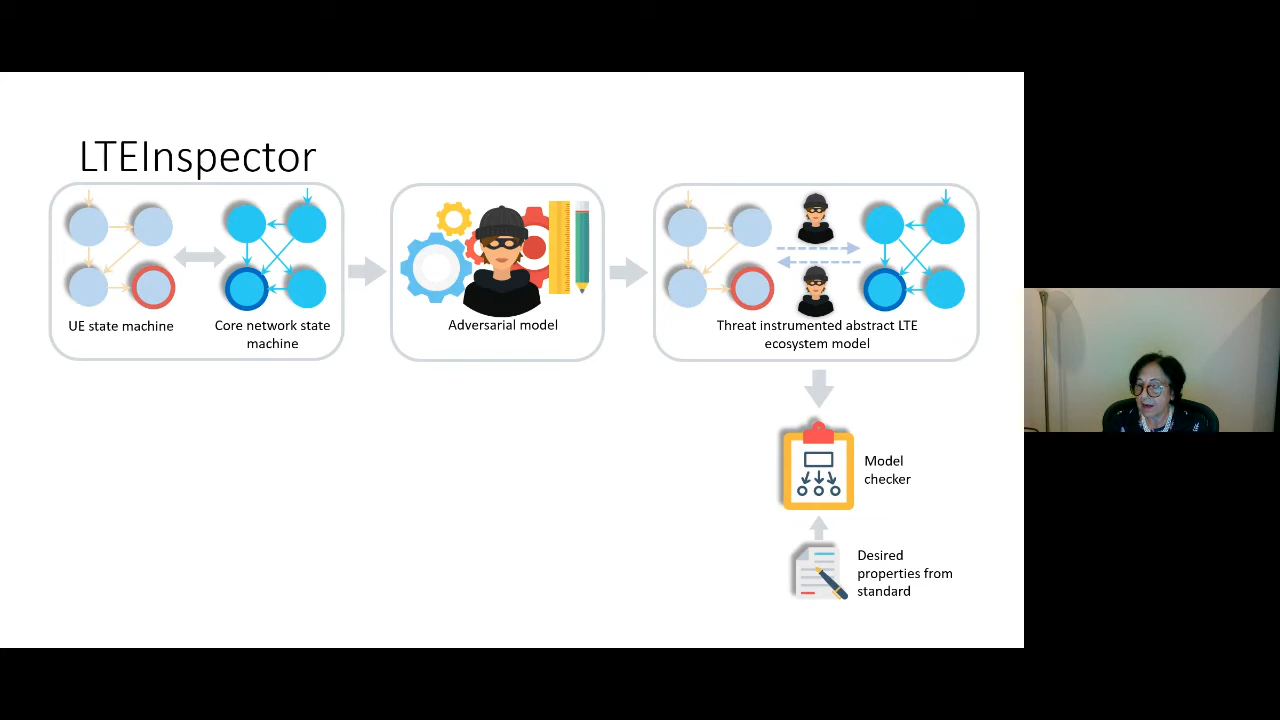 LTEInspector
UE state machine
Core network state
machine
Adversarial model
Threat instrumented abstract LTE
ecosystem model
Model
checker
Desired
properties from
standard